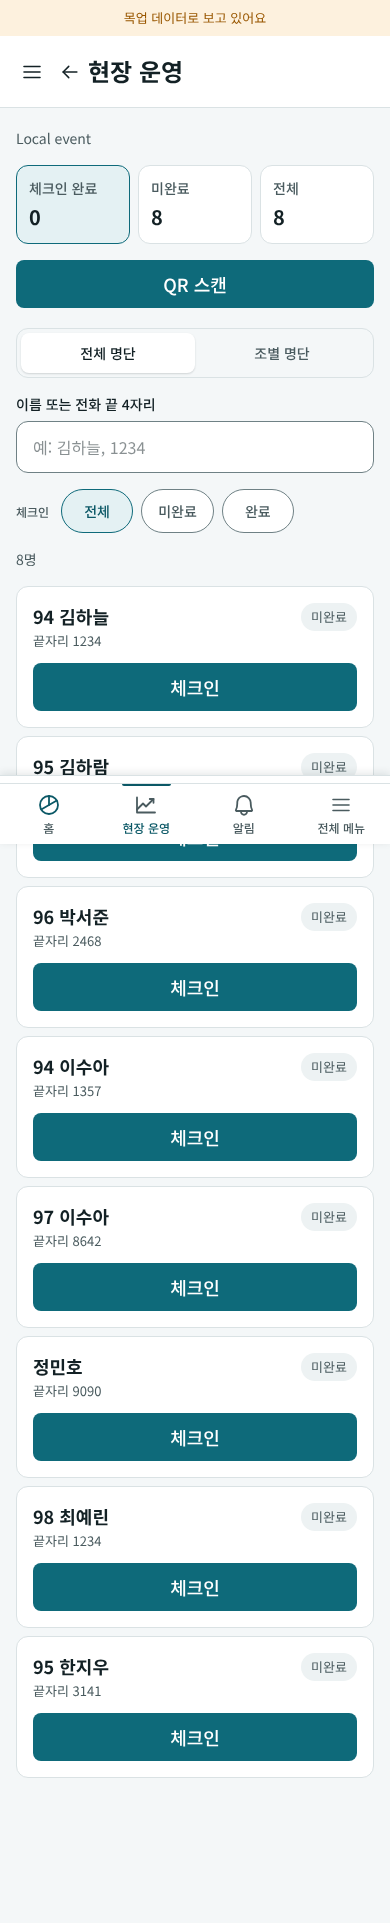 목업 데이터로 보고 있어요
현장 운영
Local event
체크인 완료
0
미완료
8
전체
8
QR 스캔
전체 명단
조별 명단
이름 또는 전화 끝 4자리
예: 김하늘, 1234
체크인
전체
미완료
완료
8명
94 김하늘
미완료
끝자리 1234
체크인
95 김하람
미완료
홈
현장 운영
알림
전체 메뉴
96 박서준
미완료
끝자리 2468
체크인
94 이수아
미완료
끝자리 1357
체크인
97 이수아
미완료
끝자리 8642
체크인
정민호
미완료
끝자리 9090
체크인
98 최예린
미완료
끝자리 1234
체크인
95 한지우
미완료
끝자리 3141
체크인